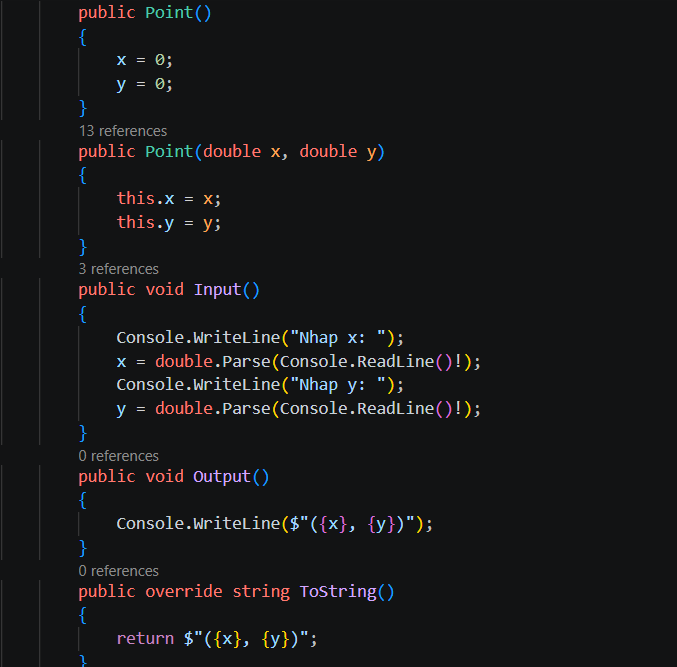 public Point()
{
x = 0;
y = 0;
}
13 references
public Point(double x, double y)
{
this.x = x;
this.y = y;
}
3 references
public void Input()
{
Console.WriteLine("Nhap x: ");
x = double.Parse(Console.ReadLine()!);
Console.WriteLine("Nhap y: ");
y = double.Parse(Console.ReadLine()!);
}
0 references
public void Output()
{
Console.WriteLine($"({x}, {y})");
}
0 references
public override string ToString()
{
return $"({x}, {y})";
}